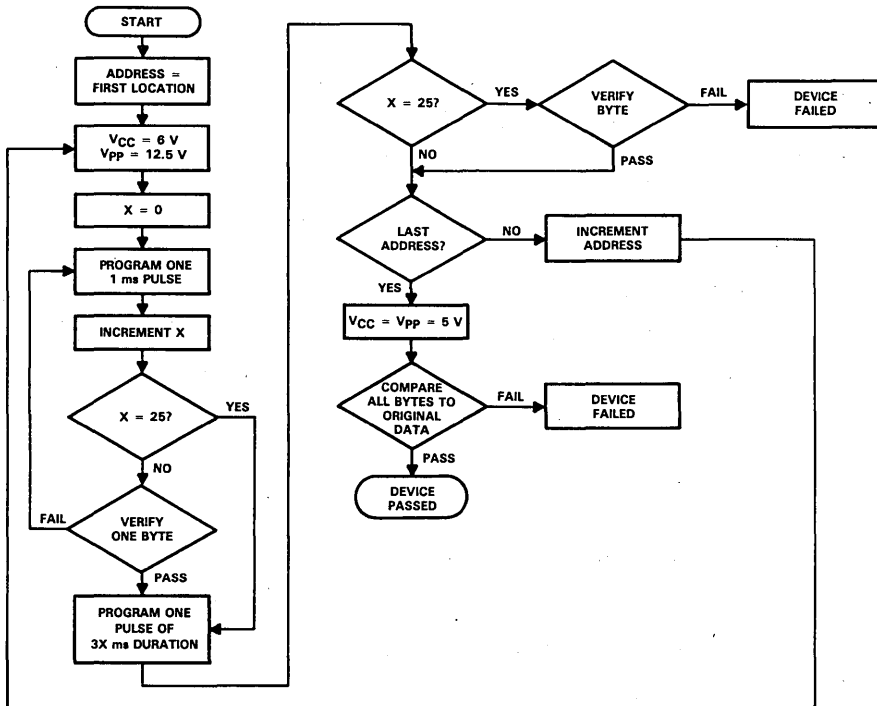 START
ADDRESS =
FIRST LOCATION
VCC = 6 V
VPP = 12.5 V
X = 0
PROGRAM ONE
1 ms PULSE
INCREMENT X
X = 25?
YES
NO
VERIFY
ONE BYTE
FAIL
PASS
PROGRAM ONE
PULSE OF
3X ms DURATION
X = 25?
YES
NO
VERIFY
BYTE
FAIL
PASS
DEVICE
FAILED
LAST
ADDRESS?
NO
YES
INCREMENT
ADDRESS
VCC = VPP = 5 V
COMPARE
ALL BYTES TO
ORIGINAL
DATA
FAIL
PASS
DEVICE
FAILED
DEVICE
PASSED